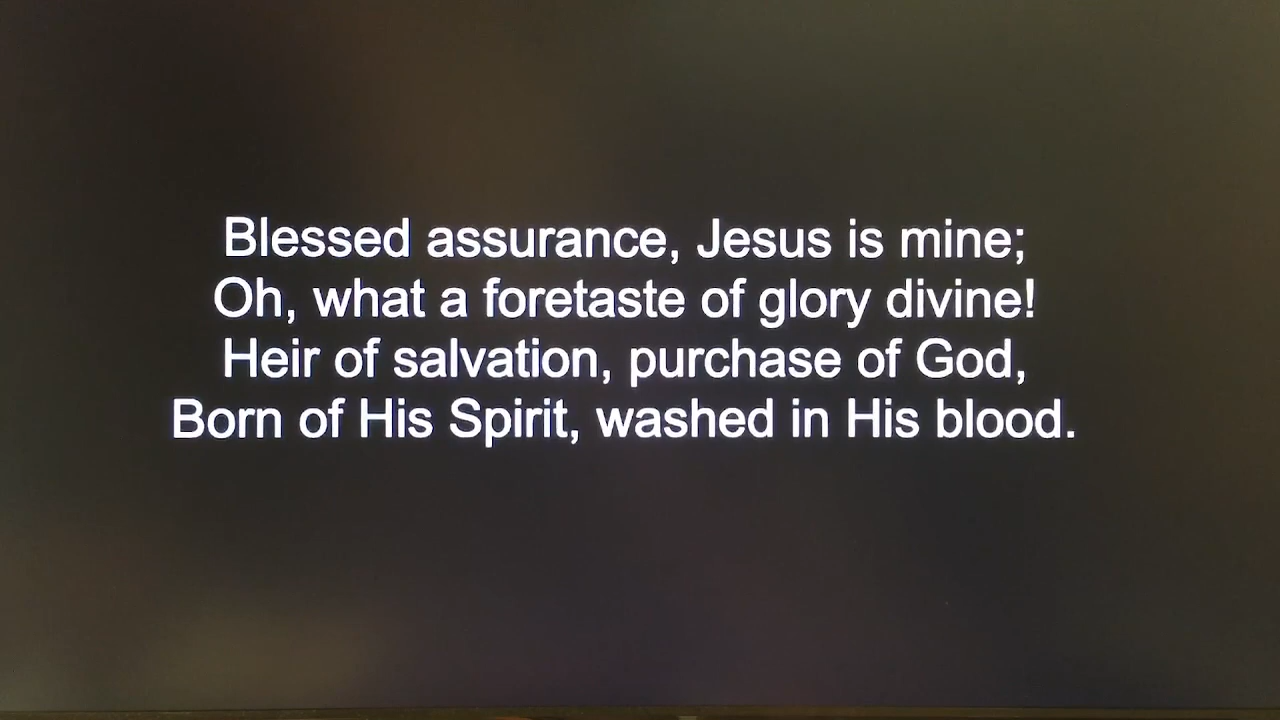 Blessed assurance, Jesus is mine;
Oh, what a foretaste of glory divine!
Heir of salvation, purchase of God,
Born of His Spirit, washed in His blood.